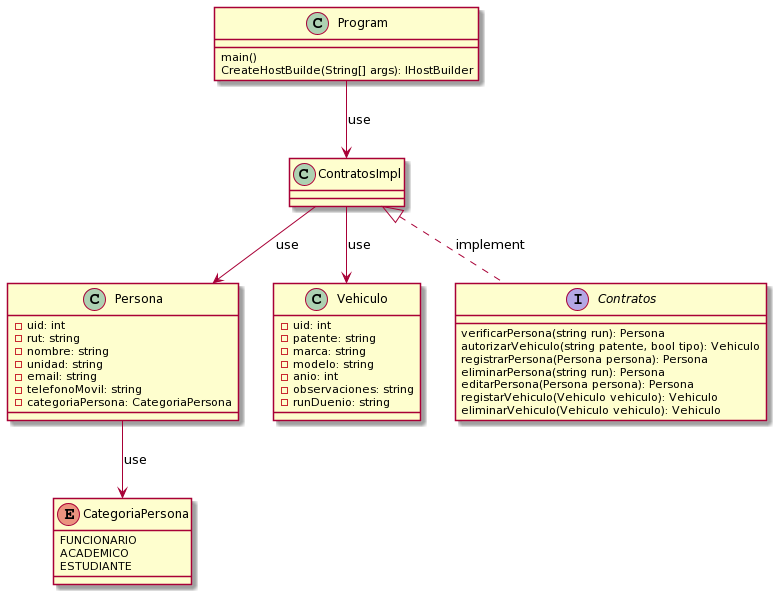 C Program
main()
CreateHostBuilde(String[] args): IHostBuilder
use
C ContratosImpl
use
use
implement
C Persona
uid: int
rut: string
nombre: string
unidad: string
email: string
telefonoMovil: string
categoriaPersona: CategoriaPersona
C Vehiculo
uid: int
patente: string
marca: string
modelo: string
anio: int
observaciones: string
runDuenio: string
I Contratos
verificarPersona(string run): Persona
autorizarVehiculo(string patente, bool tipo): Vehiculo
registrarPersona(Persona persona): Persona
eliminarPersona(string run): Persona
editarPersona(Persona persona): Persona
registarVehiculo(Vehiculo vehiculo): Vehiculo
eliminarVehiculo(Vehiculo vehiculo): Vehiculo
use
E CategoriaPersona
FUNCIONARIO
ACADEMICO
ESTUDIANTE